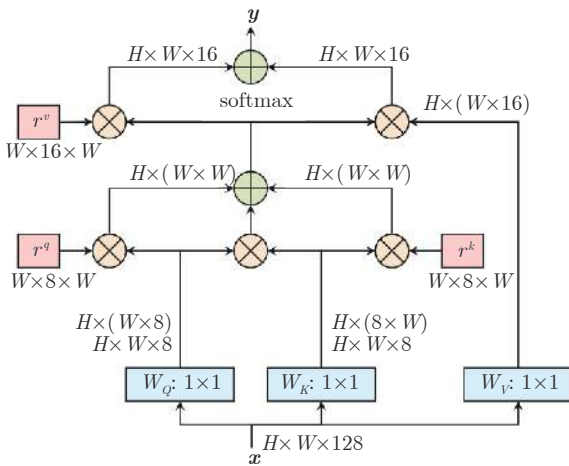 y
H×W×16 H×W×16
softmax
H×(W×16)
r^v
W×16×W
H×(W×W) H×(W×W)
r^q r^k
W×8×W W×8×W
H×(W×8) H×(8×W)
H×W×8 H×W×8
W_Q: 1×1 W_K: 1×1 W_V: 1×1
H×W×128
x